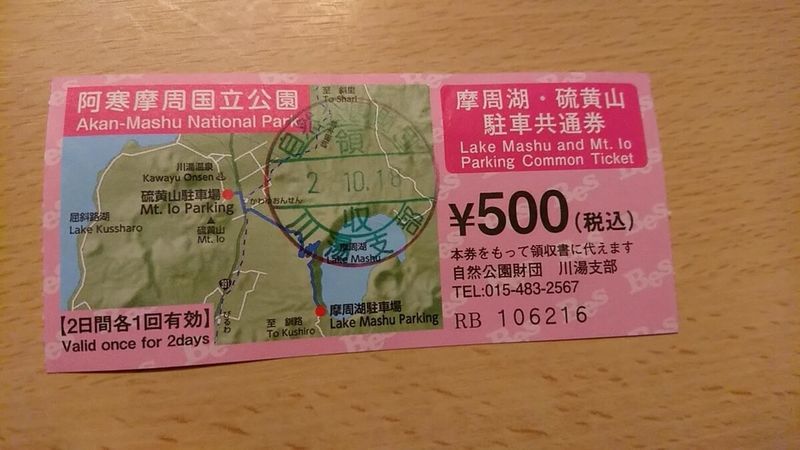 阿寒摩周国立公園
Akan-Mashu National Park
至 斜里
To Shari
川湯温泉
Kawayu Onsen
硫黄山駐車場
Mt. Io Parking
かわゆおんせん
屈斜路湖
Lake Kussharo
硫黄山
Mt. Io
摩周湖
Lake Mashu
びるわ
摩周湖駐車場
Lake Mashu Parking
至 釧路
To Kushiro
【2日間各1回有効】
Valid once for 2days
領
2 10.18
収
摩周湖・硫黄山
駐車共通券
Lake Mashu and Mt. Io
Parking Common Ticket
¥500(税込)
本券をもって領収書に代えます
自然公園財団 川湯支部
TEL:015-483-2567
RB 106216
BeS